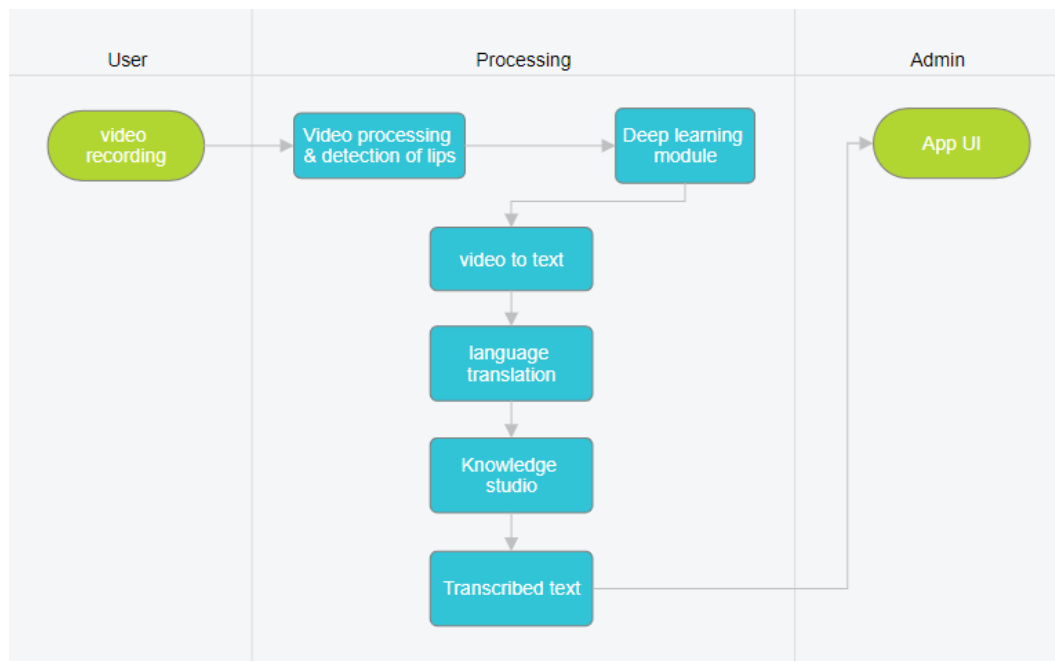 User
Processing
Admin
video
recording
Video processing
& detection of lips
Deep learning
module
App UI
video to text
language
translation
Knowledge
studio
Transcribed text